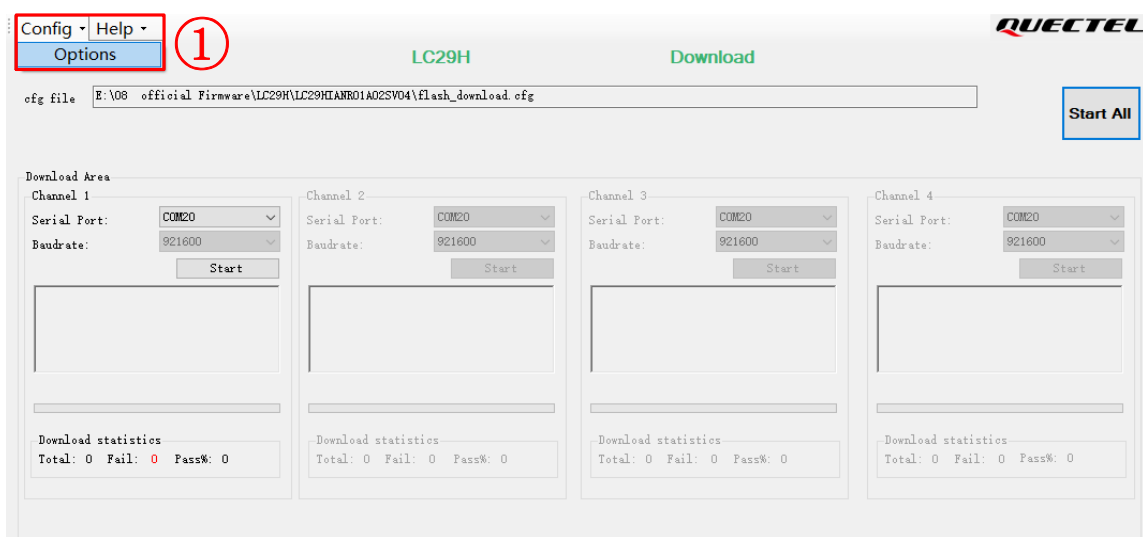 Config Help
QUECTEL
Options
①
LC29H
Download
cfg file
E:\08 official Firmware\LC29H\LC29HIANR01A02SV04\flash_download.cfg
Start All
Download Area
Channel 1
Serial Port:
COM20
Baudrate:
921600
Start
Download statistics
Total: 0 Fail: 0 Pass%: 0
Channel 2
Serial Port:
COM20
Baudrate:
921600
Start
Download statistics
Total: 0 Fail: 0 Pass%: 0
Channel 3
Serial Port:
COM20
Baudrate:
921600
Start
Download statistics
Total: 0 Fail: 0 Pass%: 0
Channel 4
Serial Port:
COM20
Baudrate:
921600
Start
Download statistics
Total: 0 Fail: 0 Pass%: 0